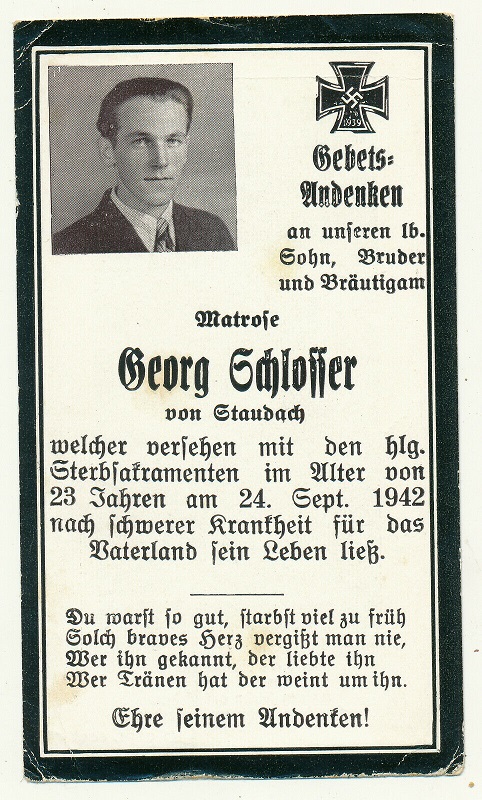 1939
Gebets=
Andenken
an unseren lb.
Sohn, Bruder
und Bräutigam
Matrose
Georg Schlosser
von Staudach
welcher versehen mit den hlg.
Sterbsakramenten im Alter von
23 Jahren am 24. Sept. 1942
nach schwerer Krankheit für das
Vaterland sein Leben ließ.
Du warst so gut, starbst viel zu früh
Solch braves Herz vergißt man nie,
Wer ihn gekannt, der liebte ihn
Wer Tränen hat der weint um ihn.
Ehre seinem Andenken!